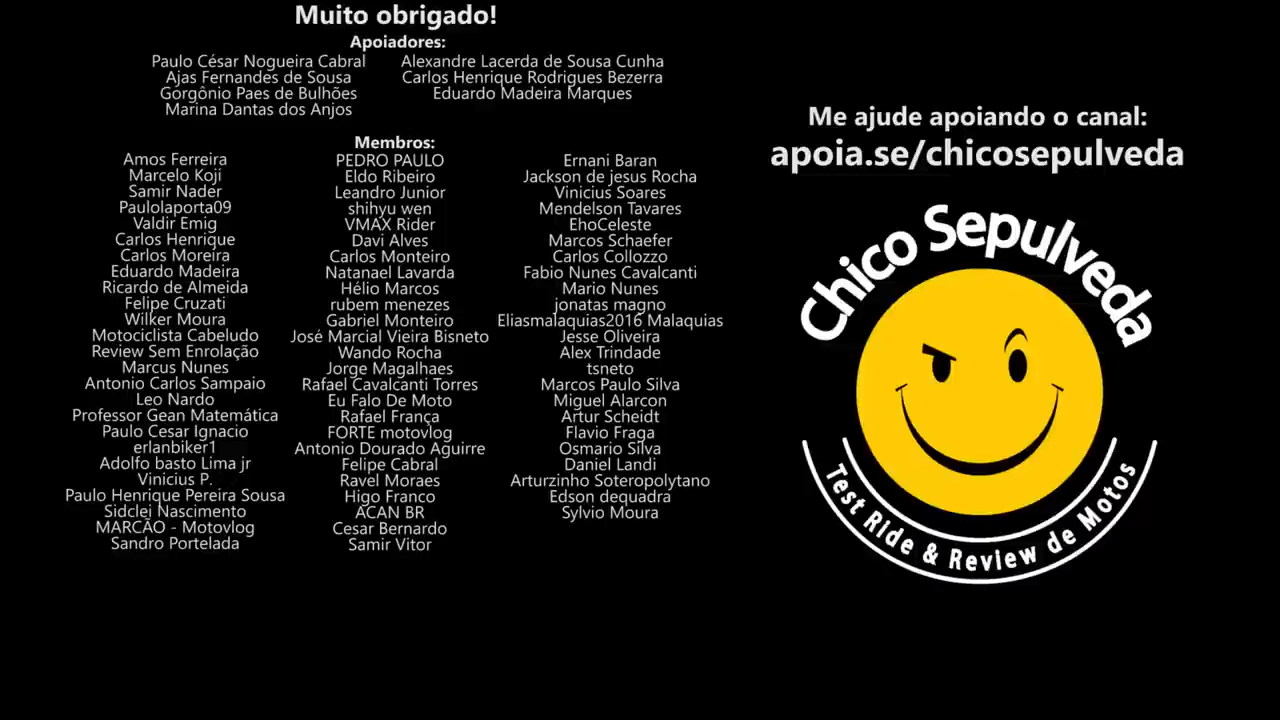 Muito obrigado!
Apoiadores:
Paulo César Nogueira Cabral
Ajas Fernandes de Sousa
Gorgônio Paes de Bulhões
Marina Dantas dos Anjos
Alexandre Lacerda de Sousa Cunha
Carlos Henrique Rodrigues Bezerra
Eduardo Madeira Marques
Membros:
Amos Ferreira
Marcelo Koji
Samir Nader
Paulolaporta09
Valdir Emig
Carlos Henrique
Carlos Moreira
Eduardo Madeira
Ricardo de Almeida
Felipe Cruzati
Wilker Moura
Motociclista Cabeludo
Review Sem Enrolação
Marcus Nunes
Antonio Carlos Sampaio
Leo Nardo
Professor Gean Matemática
Paulo Cesar Ignacio
erlanbiker1
Adolfo basto Lima jr
Vinicius P.
Paulo Henrique Pereira Sousa
Sidclei Nascimento
MARCÃO - Motovlog
Sandro Portelada
PEDRO PAULO
Eldo Ribeiro
Leandro Junior
shihyu wen
VMAX Rider
Davi Alves
Carlos Monteiro
Natanael Lavarda
Hélio Marcos
rubem menezes
Gabriel Monteiro
José Marcial Vieira Bisneto
Wando Rocha
Jorge Magalhaes
Rafael Cavalcanti Torres
Eu Falo De Moto
Rafael França
FORTE motovlog
Antonio Dourado Aguirre
Felipe Cabral
Ravel Moraes
Higo Franco
ACAN BR
Cesar Bernardo
Samir Vitor
Ernani Baran
Jackson de jesus Rocha
Vinicius Soares
Mendelson Tavares
EhoCeleste
Marcos Schaefer
Carlos Collozzo
Fabio Nunes Cavalcanti
Mario Nunes
jonatas magno
Eliasmalaquias2016 Malaquias
Jesse Oliveira
Alex Trindade
tsneto
Marcos Paulo Silva
Miguel Alarcon
Artur Scheidt
Flavio Fraga
Osmario Silva
Daniel Landi
Arturzinho Soteropolytano
Edson dequadra
Sylvio Moura
Me ajude apoiando o canal:
apoia.se/chicosepulveda
Chico Sepulveda
Test Ride & Review de Motos